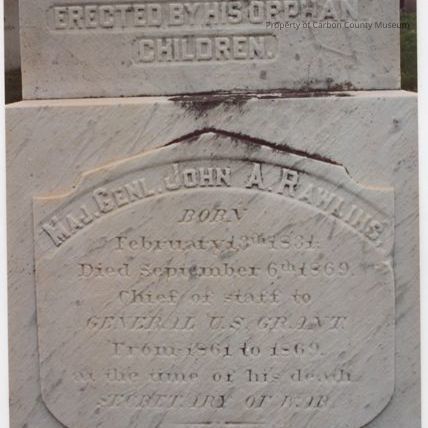 Property of Carbon County Museum
ERECTED BY HIS ORPHAN
CHILDREN.
MAJ. GENL. JOHN A. RAWLINS,
BORN
February 13th 1831.
Died September 6th 1869.
Chief of staff to
GENERAL U.S. GRANT
From 1861 to 1869.
at the time of his death
SECRETARY OF WAR.